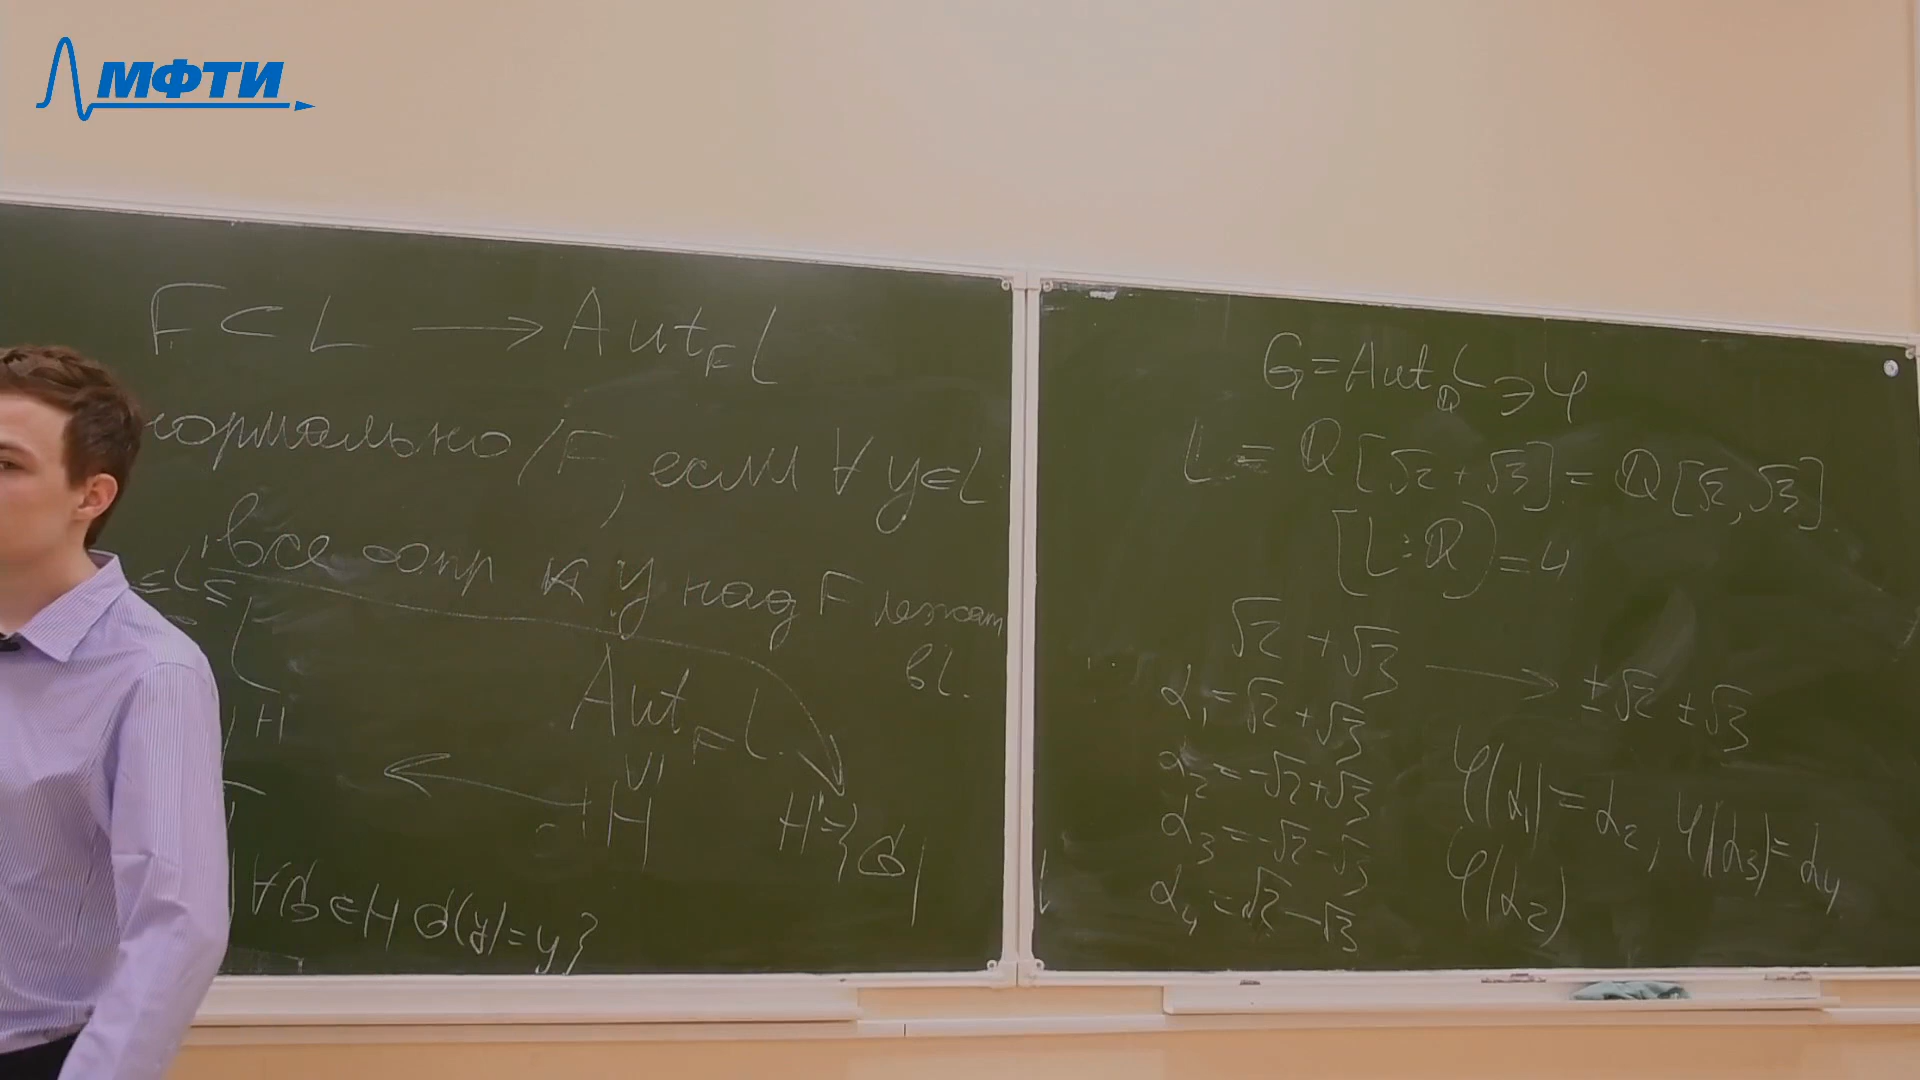 МФТИ
F ⊂ L ⟶ Aut_F L
нормально /F, если ∀ y ∈ L
все сопр к y над F лежат
в L.
L
H
Aut_F L
H
∀σ ∈ H σ(y) = y}
G = Aut_ℚ L ∋ φ
L = ℚ[√2 + √3] = ℚ[√2, √3]
[L : ℚ] = 4
√2 + √3 ⟶ ±√2 ±√3
α₁ = √2 + √3
α₂ = -√2 + √3
α₃ = -√2 - √3
α₄ = √2 - √3
φ(α₁) = α₂, φ(α₃) = α₄
φ(α₂)